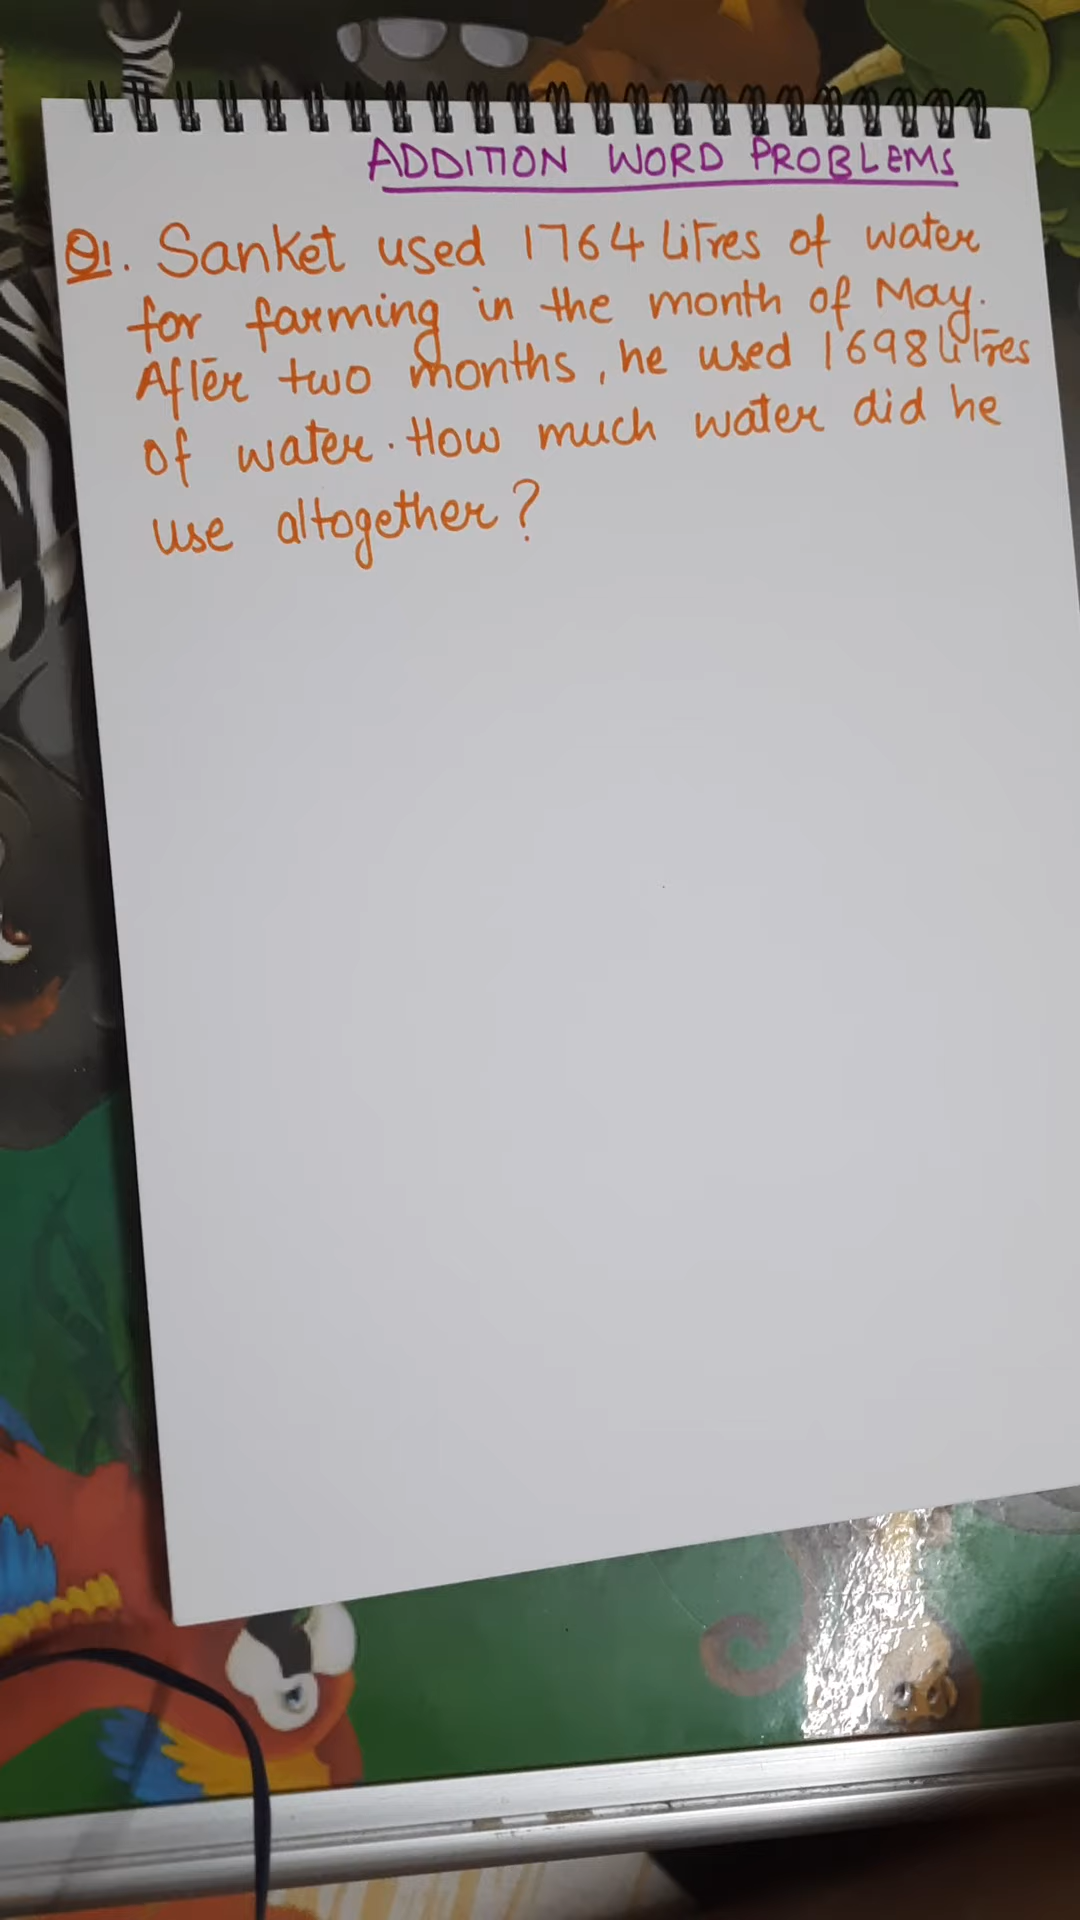 ADDITION WORD PROBLEMS
Q1. Sanket used 1764 Litres of water
for farming in the month of May.
After two months, he used 1698 litres
of water. How much water did he
use altogether?